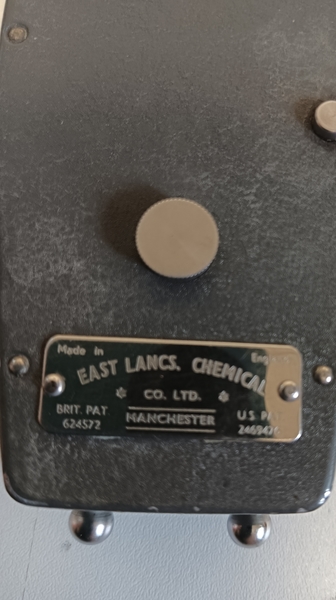 Made in
EAST LANCS. CHEMICAL
CO. LTD.
BRIT. PAT
624572
MANCHESTER
U.S. PAT